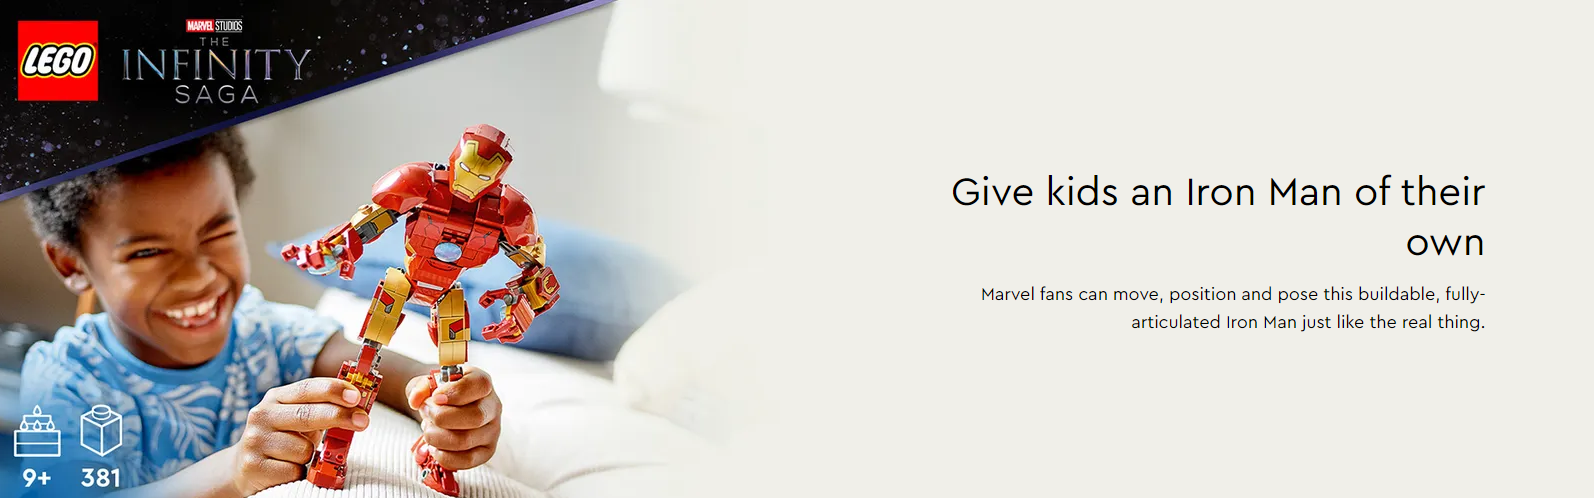 LEGO
MARVEL STUDIOS
THE
INFINITY
SAGA
Give kids an Iron Man of their
own
Marvel fans can move, position and pose this buildable, fully-
articulated Iron Man just like the real thing.
9+ 381